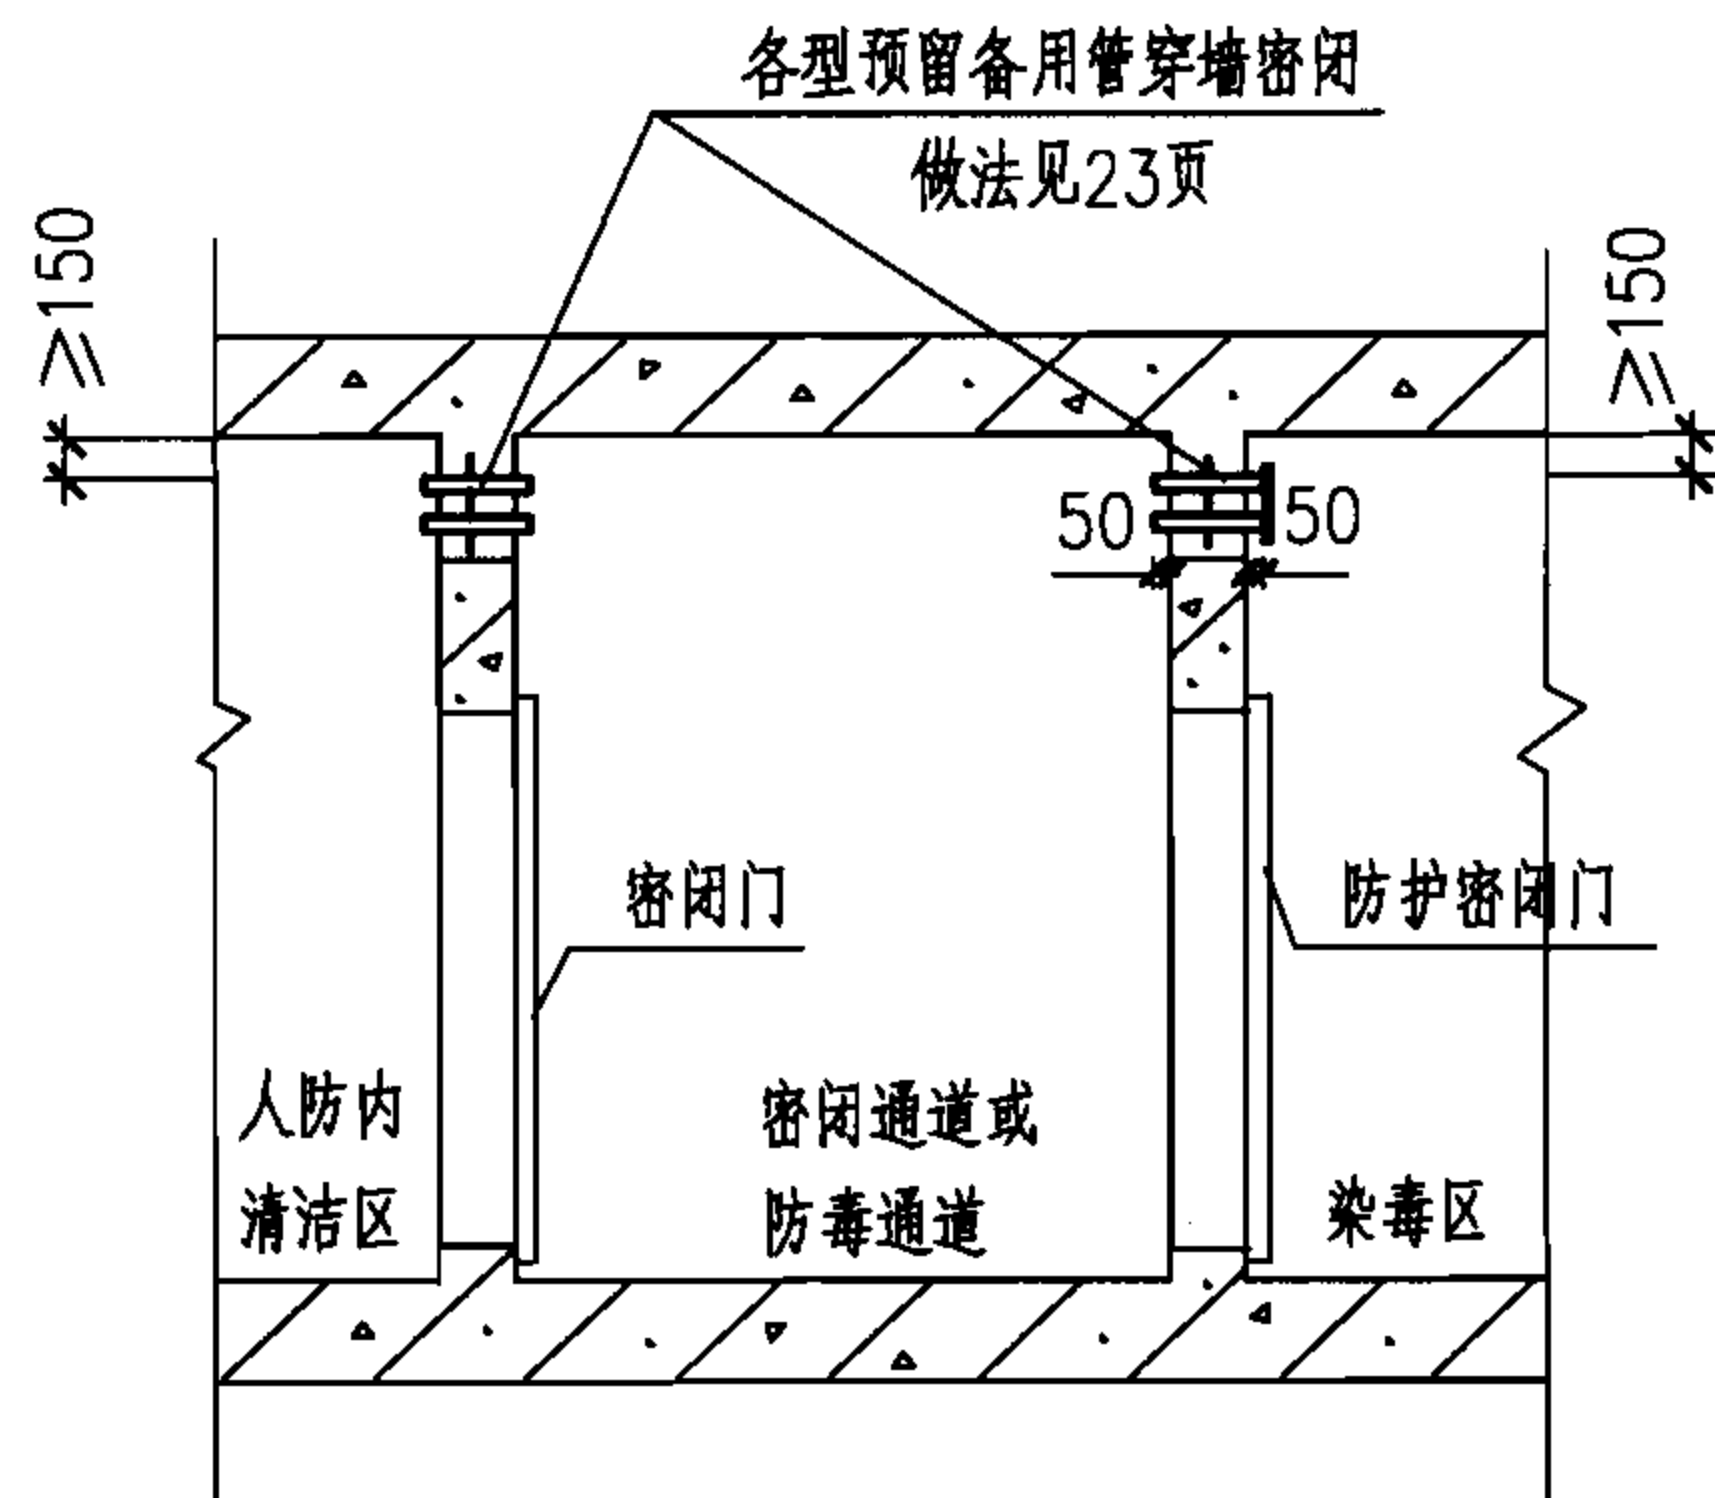 各型预留备用管穿墙密闭
做法见23页
≥150
≥150
50
50
密闭门
防护密闭门
人防内
清洁区
密闭通道或
防毒通道
染毒区